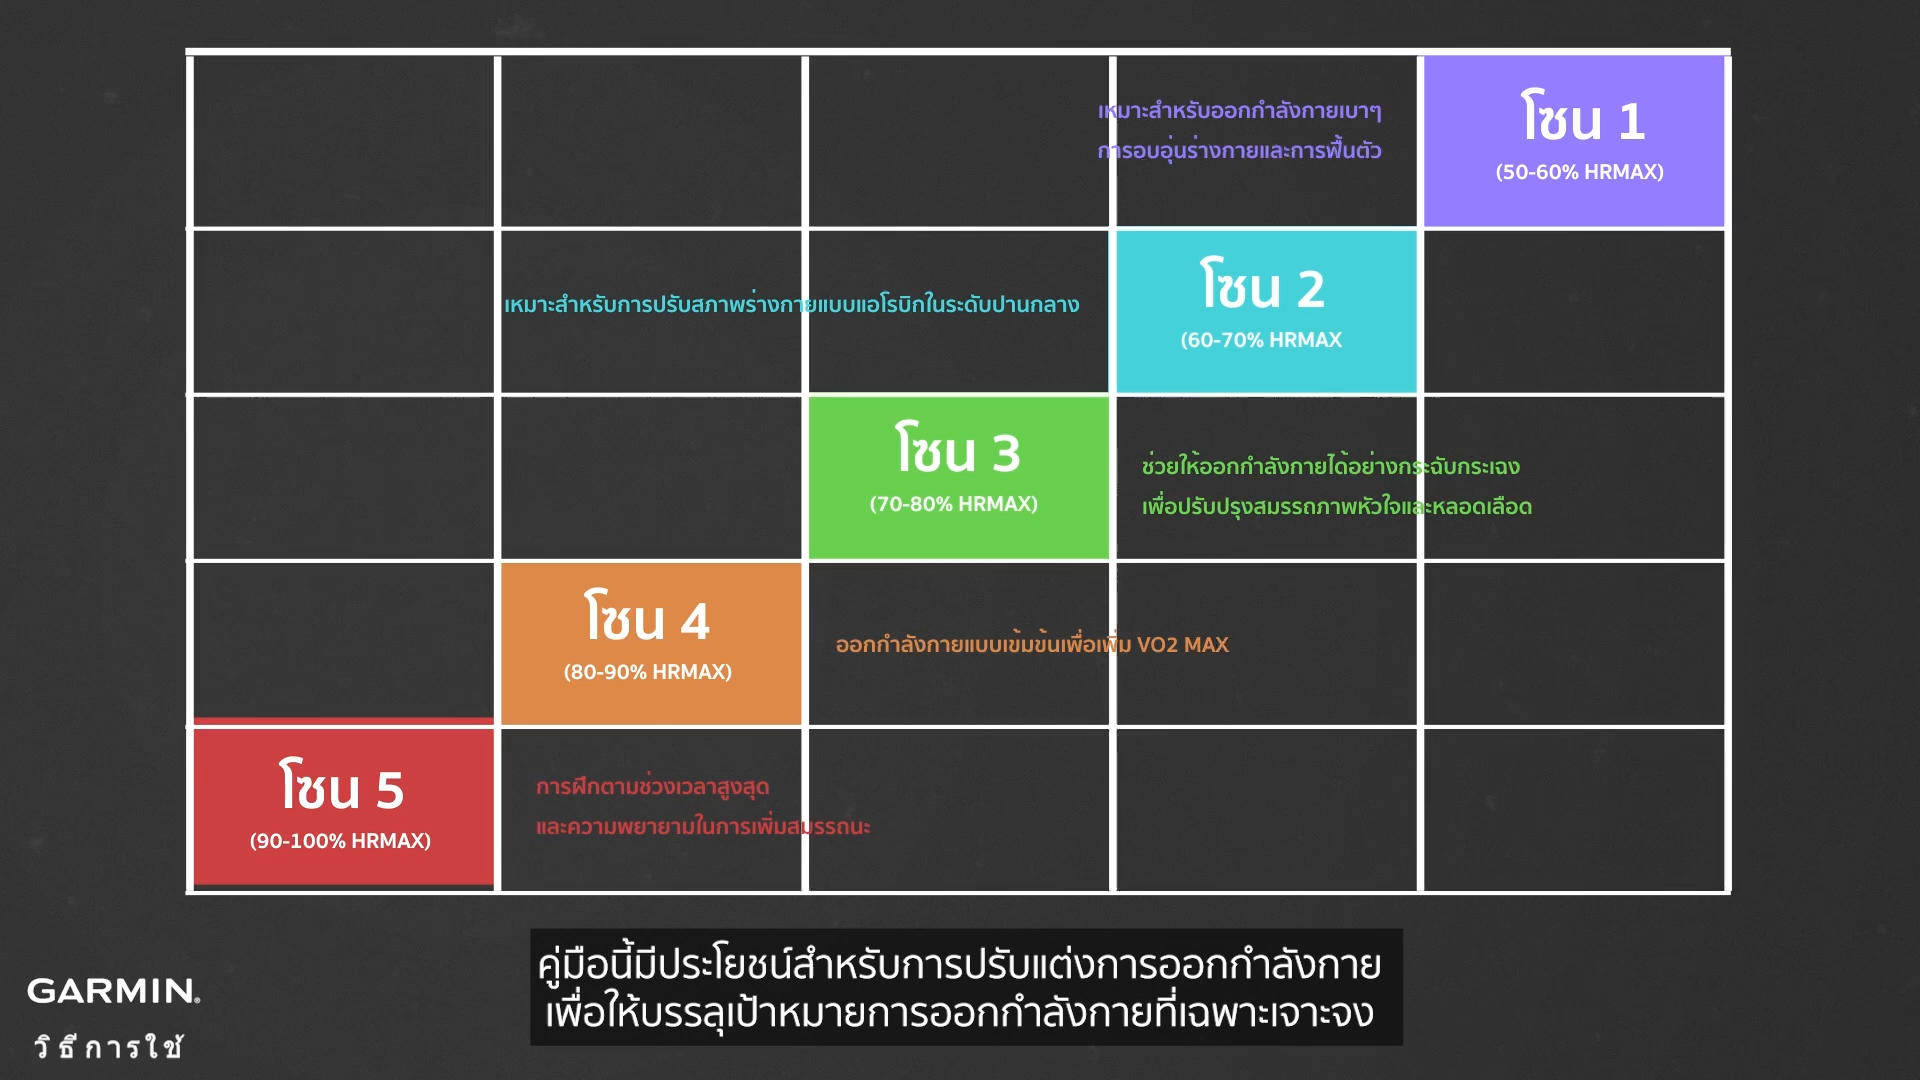 เหมาะสำหรับออกกำลังกายเบาๆ
การอบอุ่นร่างกายและการฟื้นตัว
โซน 1
(50-60% HRMAX)
เหมาะสำหรับการปรับสภาพร่างกายแบบแอโรบิกในระดับปานกลาง
โซน 2
(60-70% HRMAX
โซน 3
(70-80% HRMAX)
ช่วยให้ออกกำลังกายได้อย่างกระฉับกระเฉง
เพื่อปรับปรุงสมรรถภาพหัวใจและหลอดเลือด
โซน 4
(80-90% HRMAX)
ออกกำลังกายแบบเข้มข้นเพื่อเพิ่ม VO2 MAX
โซน 5
(90-100% HRMAX)
การฝึกตามช่วงเวลาสูงสุด
และความพยายามในการเพิ่มสมรรถนะ
คู่มือนี้มีประโยชน์สำหรับการปรับแต่งการออกกำลังกาย
เพื่อให้บรรลุเป้าหมายการออกกำลังกายที่เฉพาะเจาะจง
GARMIN®
วิธีการใช้